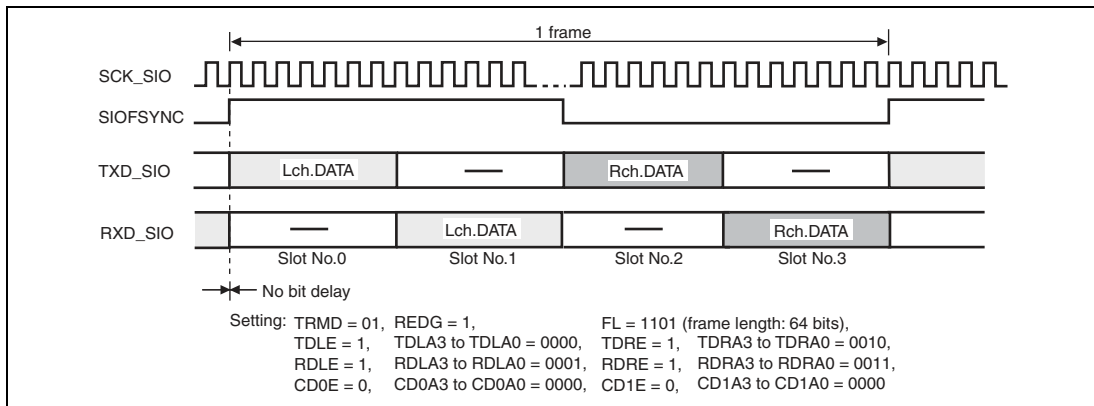 1 frame
SCK_SIO
SIOFSYNC
TXD_SIO Lch.DATA — Rch.DATA —
RXD_SIO — Lch.DATA — Rch.DATA
Slot No.0 Slot No.1 Slot No.2 Slot No.3
No bit delay
Setting: TRMD = 01, REDG = 1, FL = 1101 (frame length: 64 bits),
TDLE = 1, TDLA3 to TDLA0 = 0000, TDRE = 1, TDRA3 to TDRA0 = 0010,
RDLE = 1, RDLA3 to RDLA0 = 0001, RDRE = 1, RDRA3 to RDRA0 = 0011,
CD0E = 0, CD0A3 to CD0A0 = 0000, CD1E = 0, CD1A3 to CD1A0 = 0000